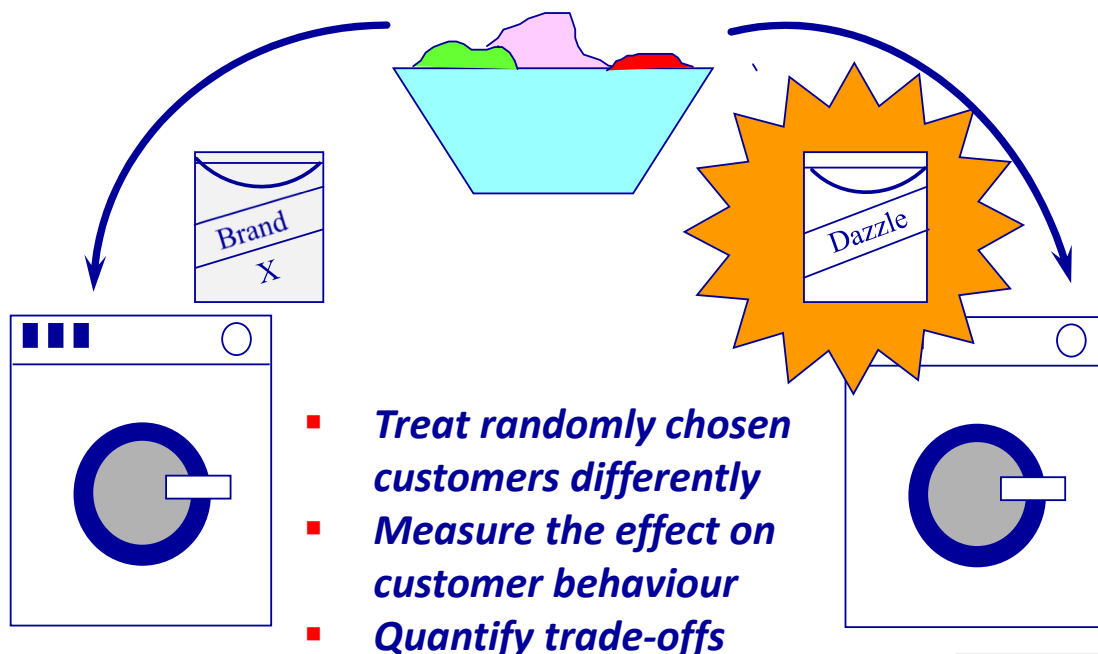 Brand
X
Dazzle
Treat randomly chosen
customers differently
Measure the effect on
customer behaviour
Quantify trade-offs